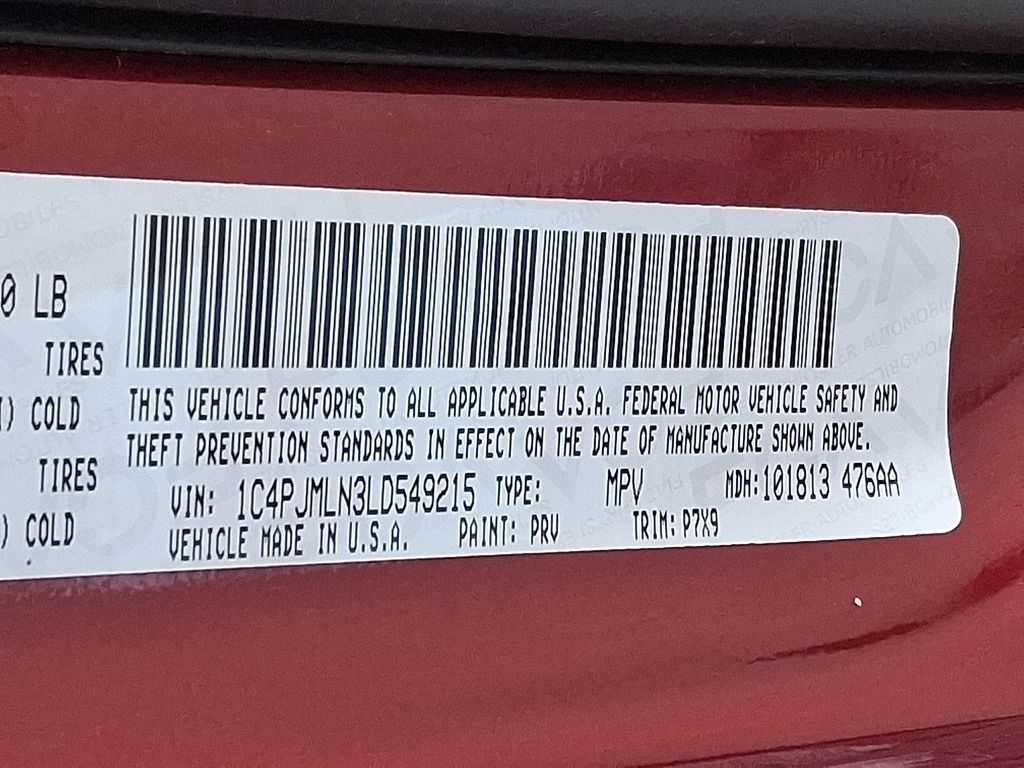 0 LB
TIRES
) COLD
TIRES
) COLD
THIS VEHICLE CONFORMS TO ALL APPLICABLE U.S.A. FEDERAL MOTOR VEHICLE SAFETY AND
THEFT PREVENTION STANDARDS IN EFFECT ON THE DATE OF MANUFACTURE SHOWN ABOVE.
VIN: 1C4PJMLN3LD549215 TYPE: MPV MDH:101813 476AA
VEHICLE MADE IN U.S.A. PAINT: PRV TRIM: P7X9